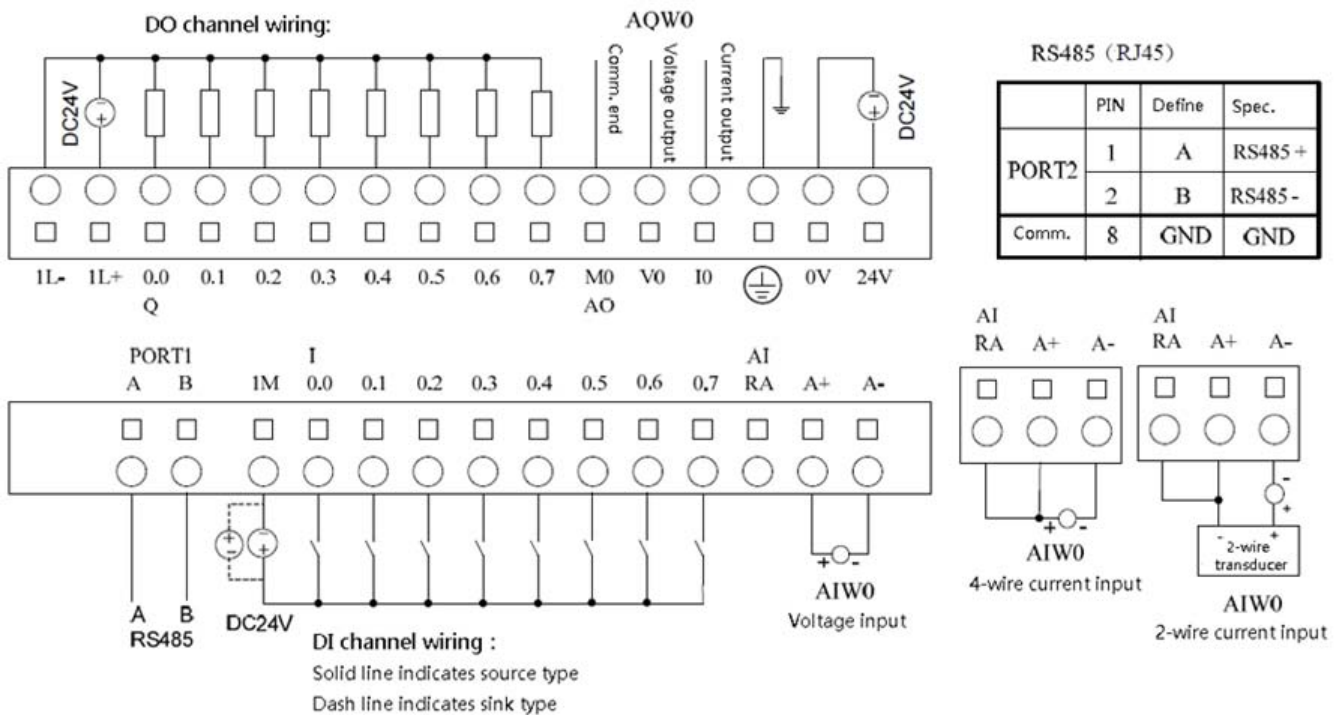 DO channel wiring:
AQW0
DC24V
- +
Comm. end
Voltage output
Current output
- +
DC24V
1L- 1L+ 0.0 0.1 0.2 0.3 0.4 0.5 0.6 0.7 M0 V0 I0 0V 24V
Q AO
PORT1 I AI
A B 1M 0.0 0.1 0.2 0.3 0.4 0.5 0.6 0.7 RA A+ A-
+ - - +
A B
RS485
DC24V
+ -
AIW0
Voltage input
DI channel wiring :
Solid line indicates source type
Dash line indicates sink type
RS485 (RJ45)
PIN Define Spec.
PORT2 1 A RS485+
2 B RS485-
Comm. 8 GND GND
AI
RA A+ A-
+ -
AIW0
4-wire current input
AI
RA A+ A-
-
+
- +
2-wire
transducer
AIW0
2-wire current input